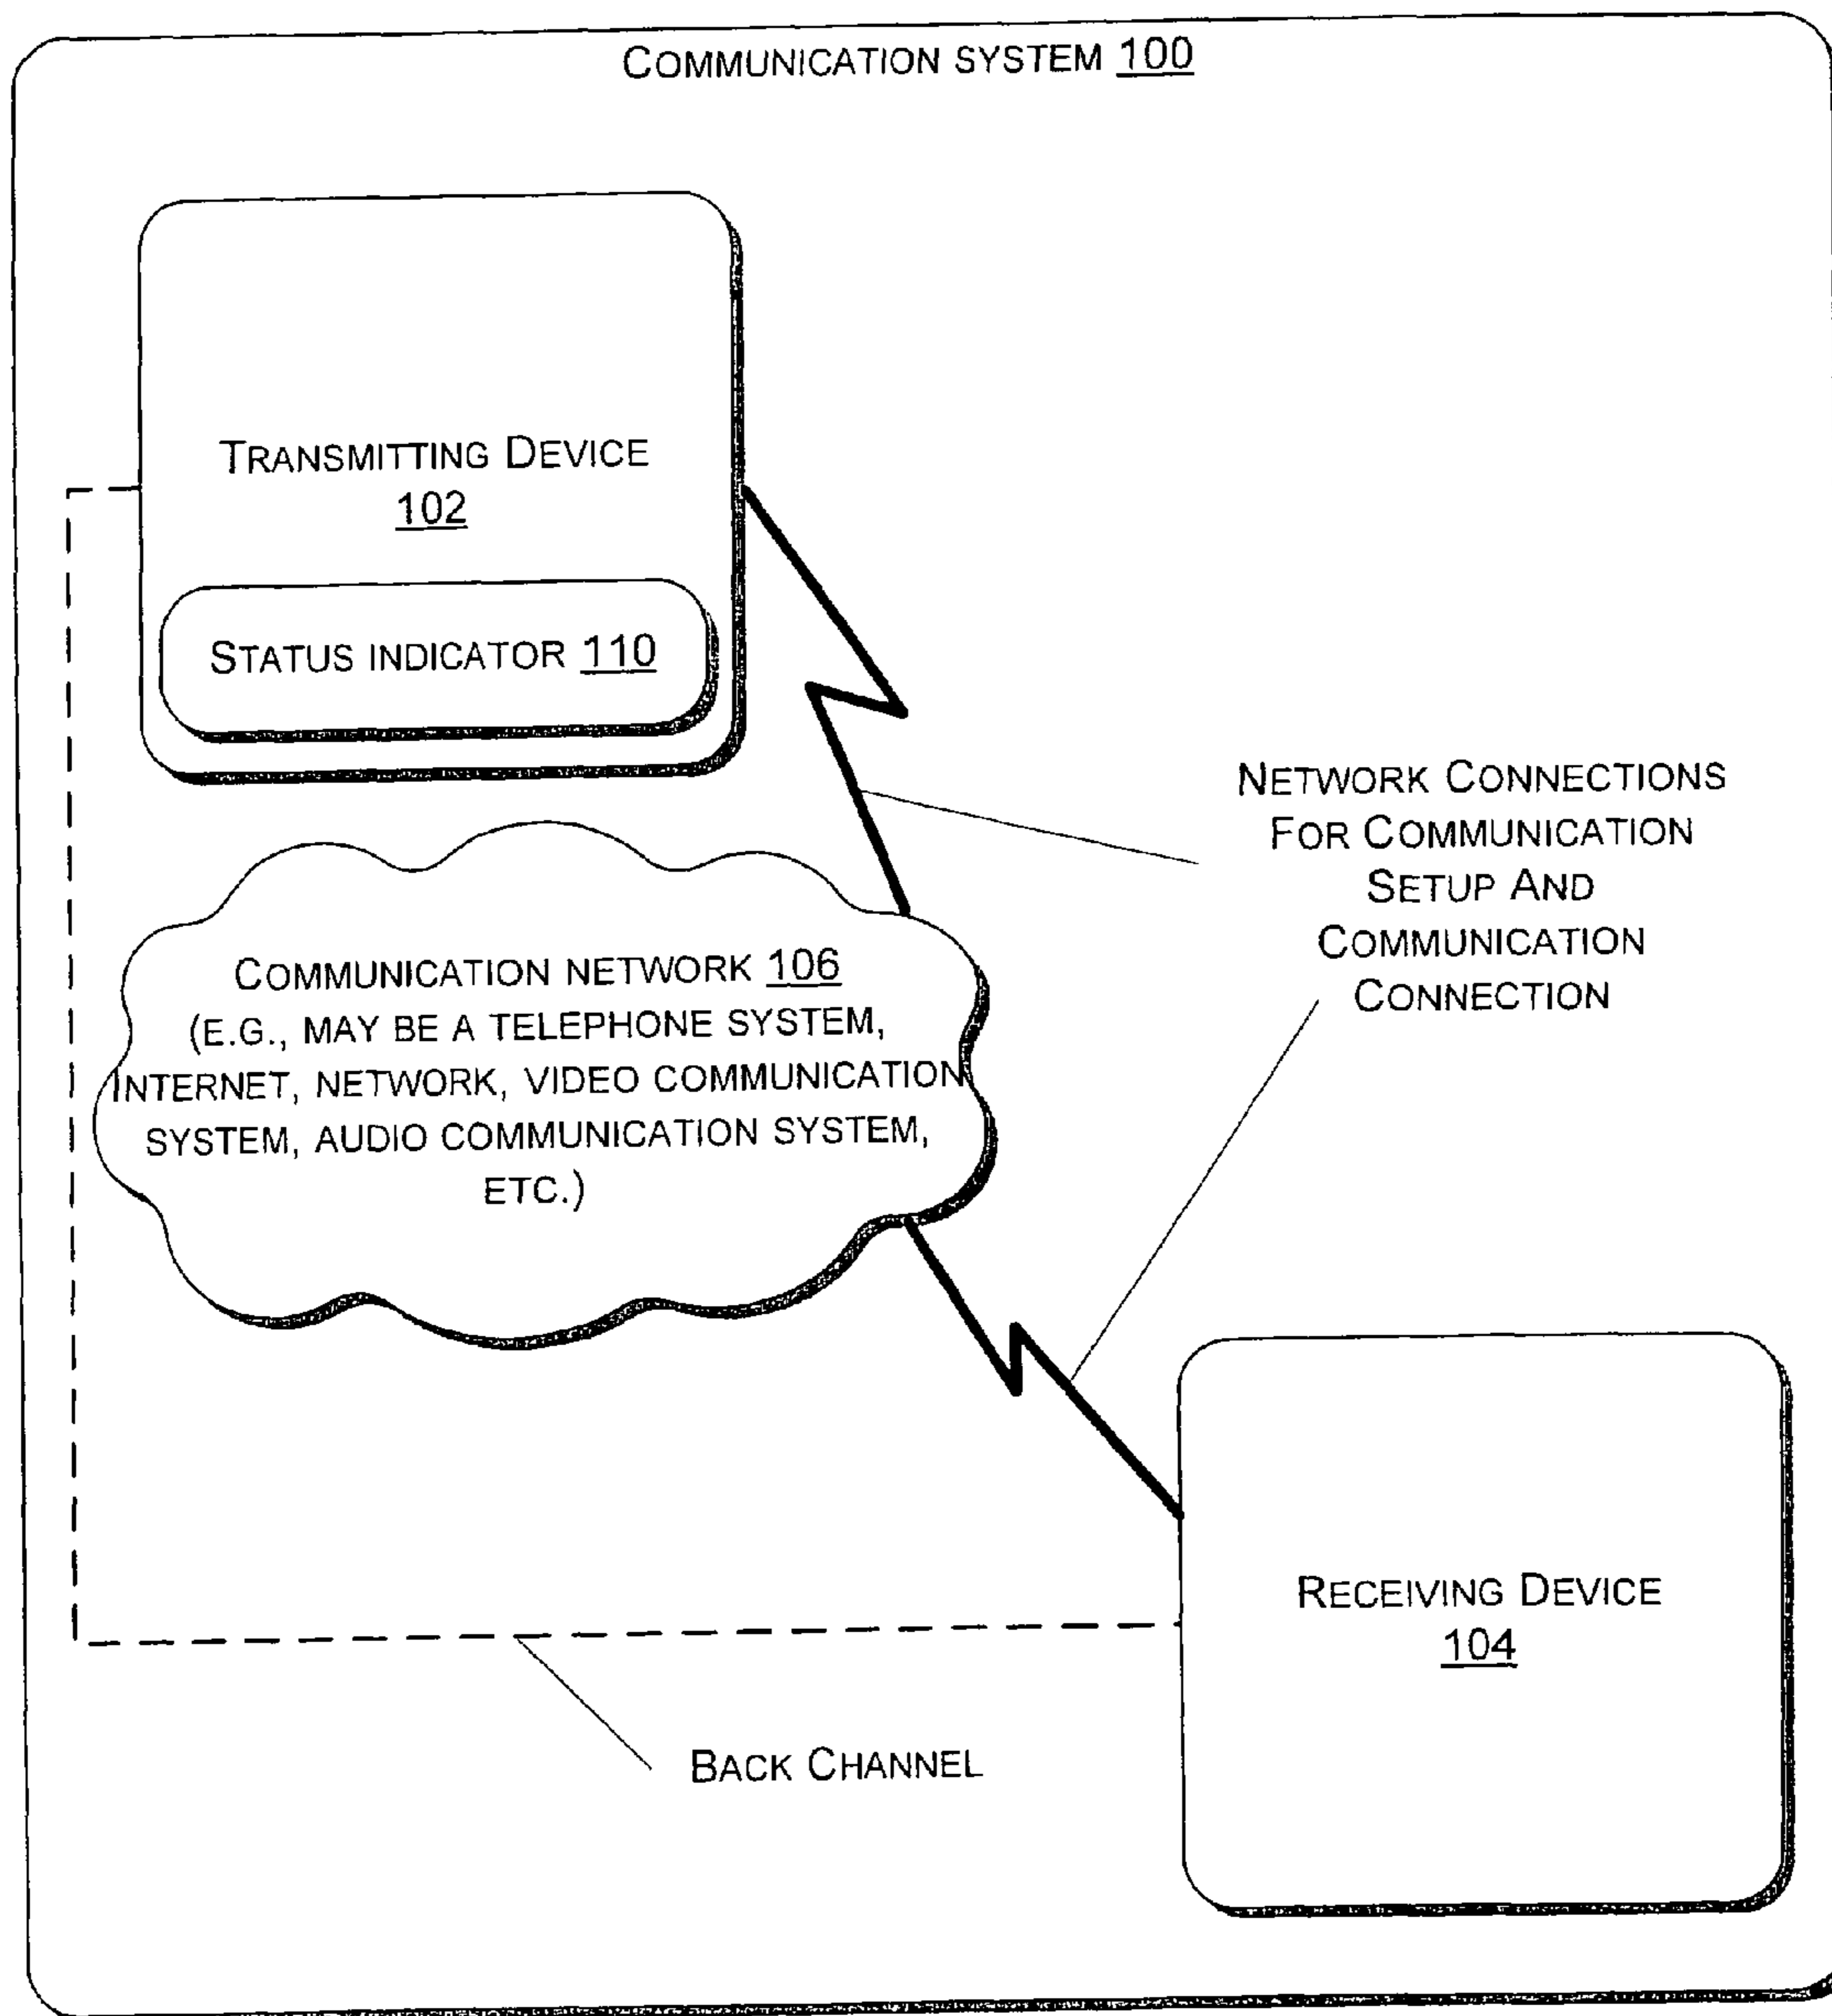 COMMUNICATION SYSTEM 100
TRANSMITTING DEVICE
102
STATUS INDICATOR 110
NETWORK CONNECTIONS
FOR COMMUNICATION
SETUP AND
COMMUNICATION
CONNECTION
COMMUNICATION NETWORK 106
(E.G., MAY BE A TELEPHONE SYSTEM,
INTERNET, NETWORK, VIDEO COMMUNICATION
SYSTEM, AUDIO COMMUNICATION SYSTEM,
ETC.)
RECEIVING DEVICE
104
BACK CHANNEL